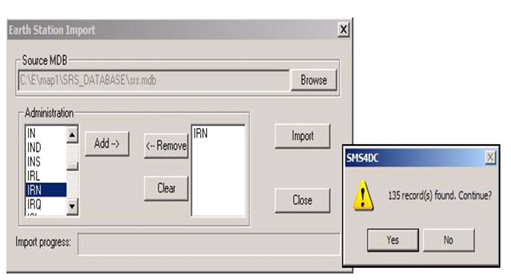 Earth Station Import
Source MDB
C:\E\map1\SRS_DATABASE\srs.mdb
Browse
Administration
IN
IND
INS
IRL
IRN
IRQ
Add -->
<-- Remove
Clear
IRN
Import
Close
Import progress:
SMS4DC
135 record(s) found. Continue?
Yes
No